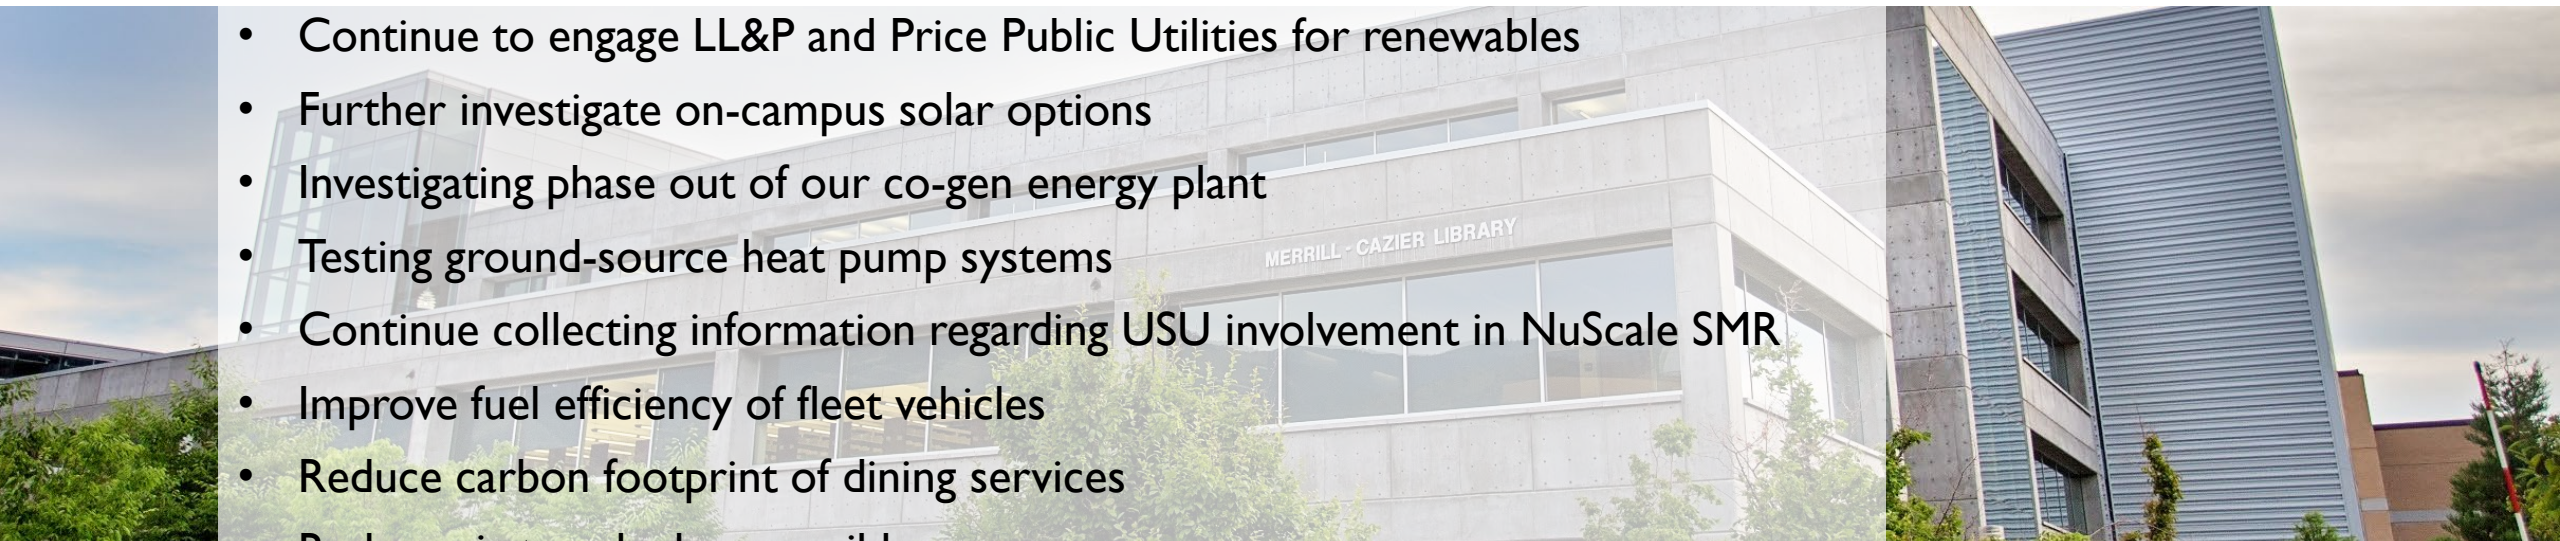 • Continue to engage LL&P and Price Public Utilities for renewables
• Further investigate on-campus solar options
• Investigating phase out of our co-gen energy plant
• Testing ground-source heat pump systems
MERRILL-CAZIER LIBRARY
• Continue collecting information regarding USU involvement in NuScale SMR
• Improve fuel efficiency of fleet vehicles
• Reduce carbon footprint of dining services